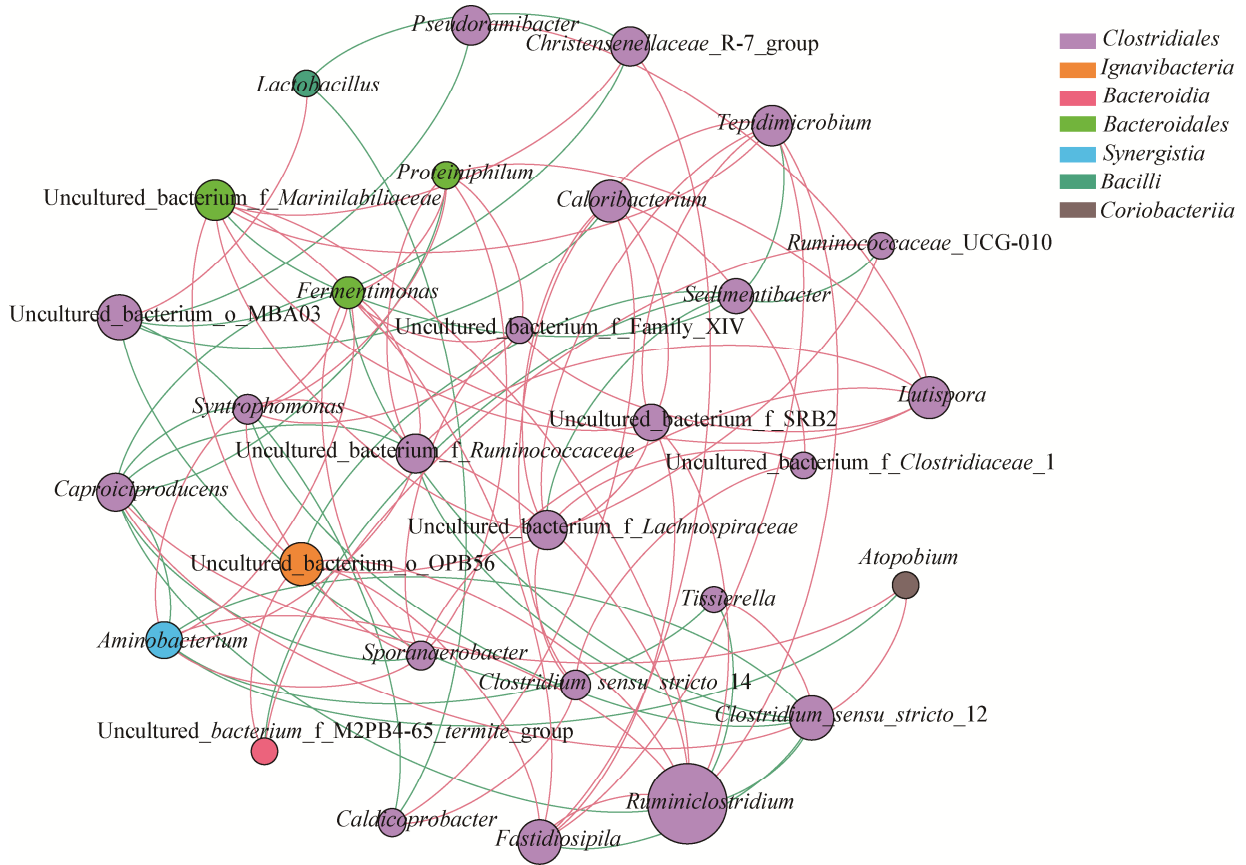 Pseudoramibacter
Christensenellaceae_R-7_group
Lactobacillus
Tepidimicrobium
Proteiniphilum
Uncultured_bacterium_f_Marinilabiliaceae
Caloribacterium
Ruminococcaceae_UCG-010
Fermentimonas
Sedimentibacter
Uncultured_bacterium_o_MBA03
Uncultured_bacterium_f_Family_XIV
Lutispora
Syntrophomonas
Uncultured_bacterium_f_SRB2
Uncultured_bacterium_f_Ruminococcaceae
Uncultured_bacterium_f_Clostridiaceae_1
Caproiciproducens
Uncultured_bacterium_f_Lachnospiraceae
Uncultured_bacterium_o_OPB56
Atopobium
Tissierella
Aminobacterium
Sporanaerobacter
Clostridium_sensu_stricto_14
Clostridium_sensu_stricto_12
Uncultured_bacterium_f_M2PB4-65_termite_group
Ruminiclostridium
Caldicoprobacter
Fastidiosipila
Clostridiales
Ignavibacteria
Bacteroidia
Bacteroidales
Synergistia
Bacilli
Coriobacteriia